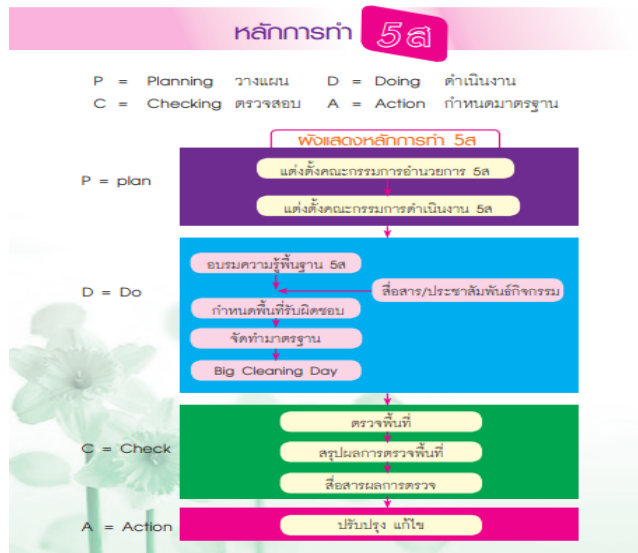 หลักการทำ 5ส
P = Planning วางแผน D = Doing ดำเนินงาน
C = Checking ตรวจสอบ A = Action กำหนดมาตรฐาน
ผังแสดงหลักการทำ 5ส
P = plan
แต่งตั้งคณะกรรมการอำนวยการ 5ส
แต่งตั้งคณะกรรมการดำเนินงาน 5ส
D = Do
อบรมความรู้พื้นฐาน 5ส
สื่อสาร/ประชาสัมพันธ์กิจกรรม
กำหนดพื้นที่รับผิดชอบ
จัดทำมาตรฐาน
Big Cleaning Day
C = Check
ตรวจพื้นที่
สรุปผลการตรวจพื้นที่
สื่อสารผลการตรวจ
A = Action
ปรับปรุง แก้ไข